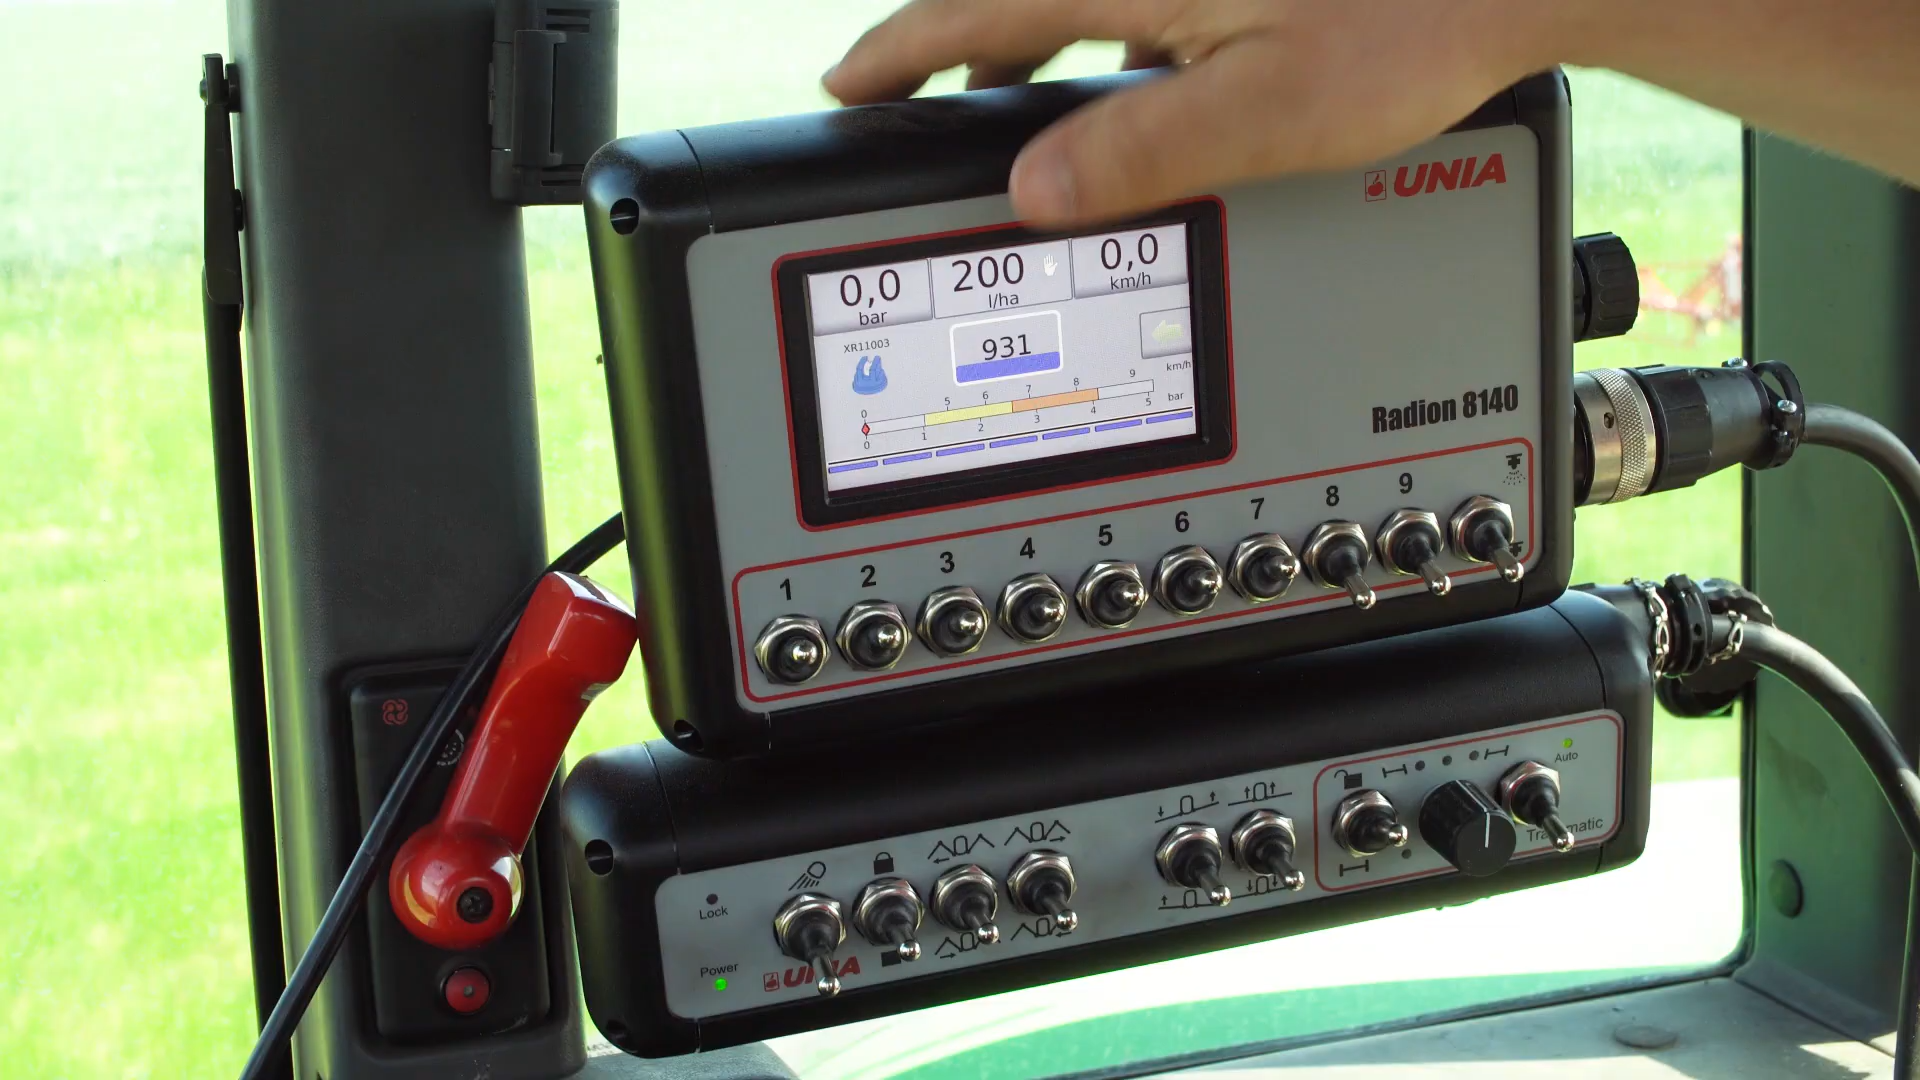 UNIA
0,0
bar
200
l/ha
0,0
km/h
XR11003
931
km/h
0 5 6 7 8 9
bar
0 1 2 3 4 5
Radion 8140
1 2 3 4 5 6 7 8 9
Lock
Auto
Power
UNIA